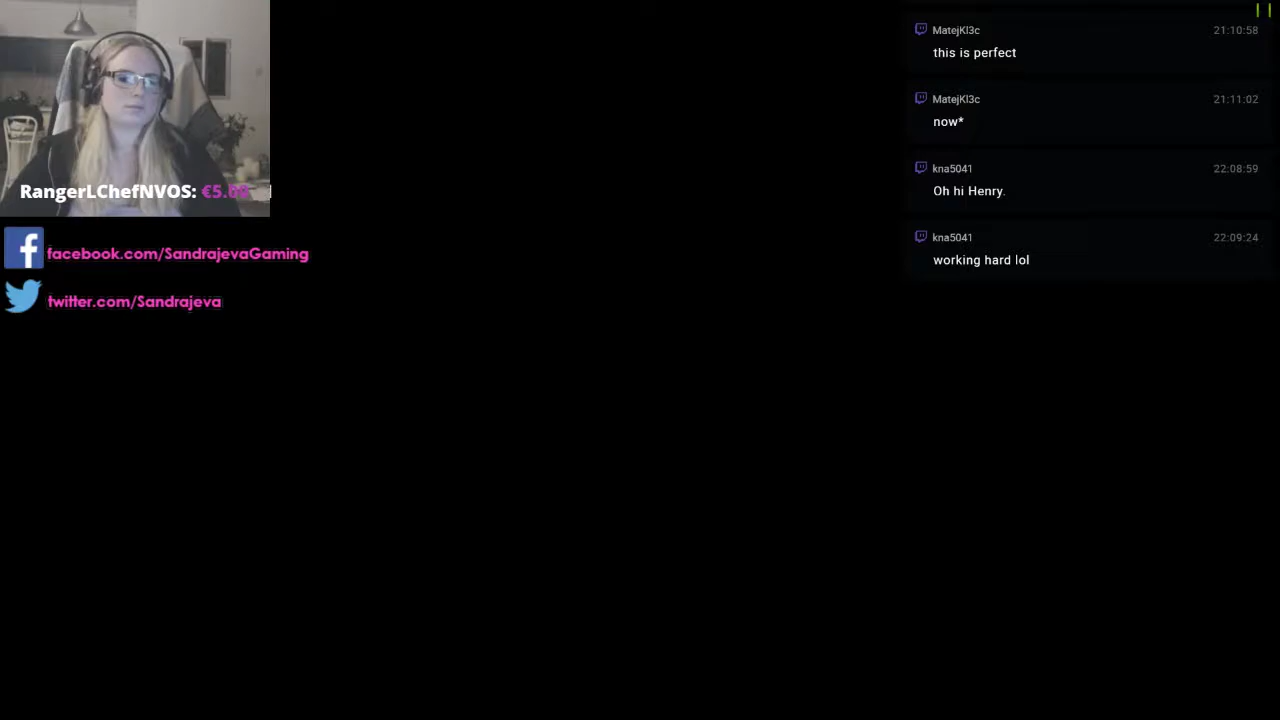 MatejKl3c 21:10:58
this is perfect
MatejKl3c 21:11:02
now*
kna5041 22:08:59
Oh hi Henry.
kna5041 22:09:24
working hard lol
RangerLChefNVOS:
facebook.com/SandrajevaGaming
twitter.com/Sandrajeva